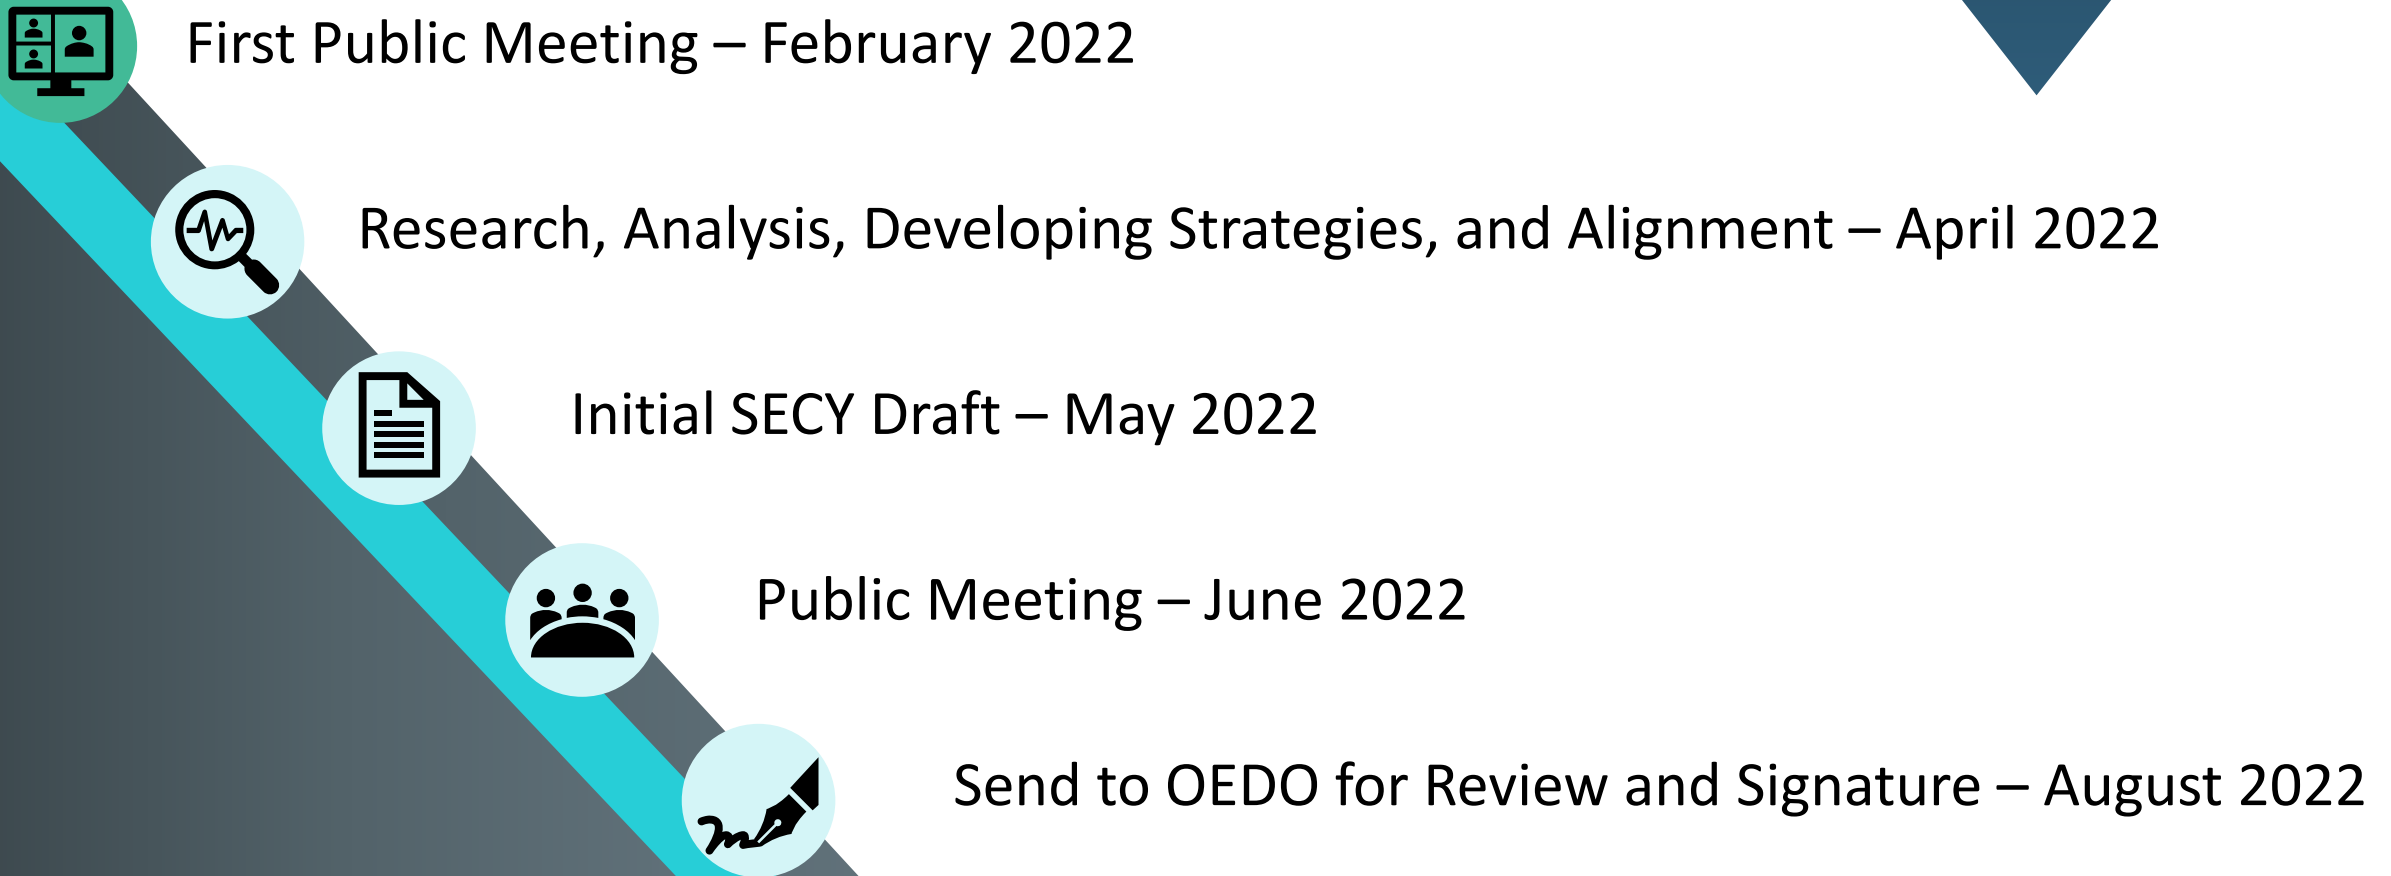 First Public Meeting – February 2022
Research, Analysis, Developing Strategies, and Alignment – April 2022
Initial SECY Draft – May 2022
Public Meeting – June 2022
Send to OEDO for Review and Signature – August 2022